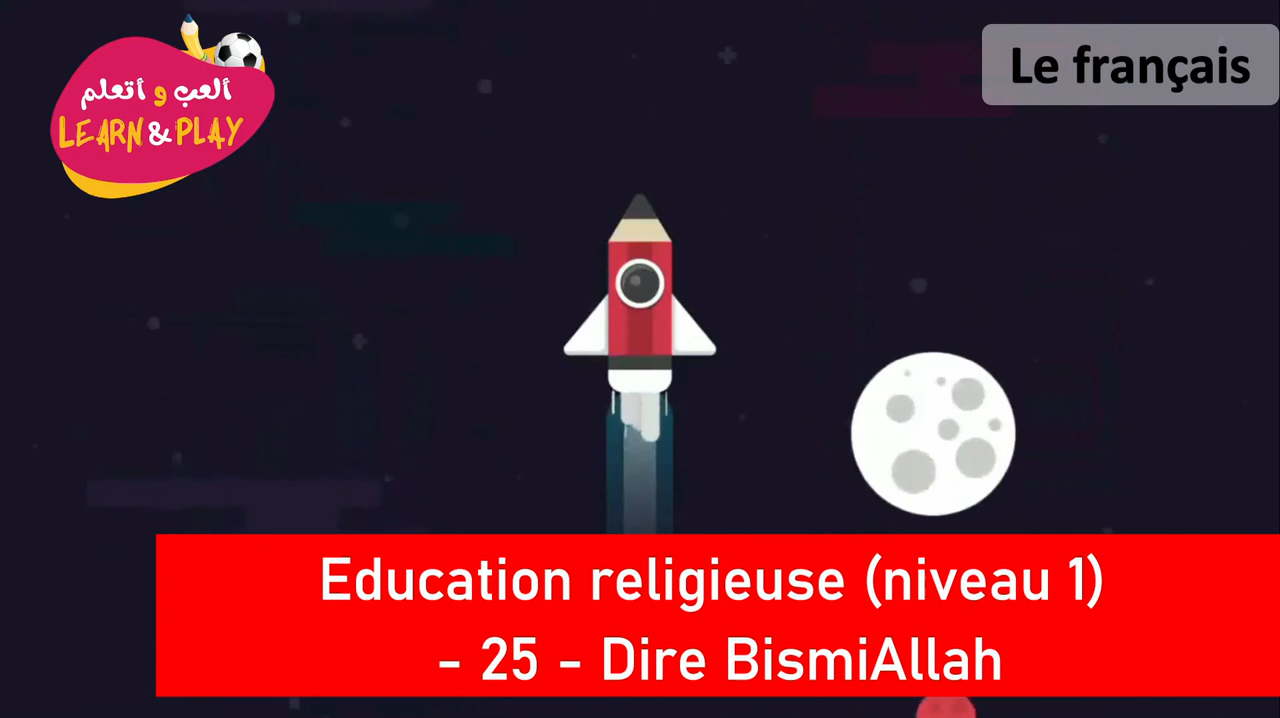 ألعب و أتعلم
LEARN & PLAY
Le français
Education religieuse (niveau 1)
- 25 - Dire BismiAllah